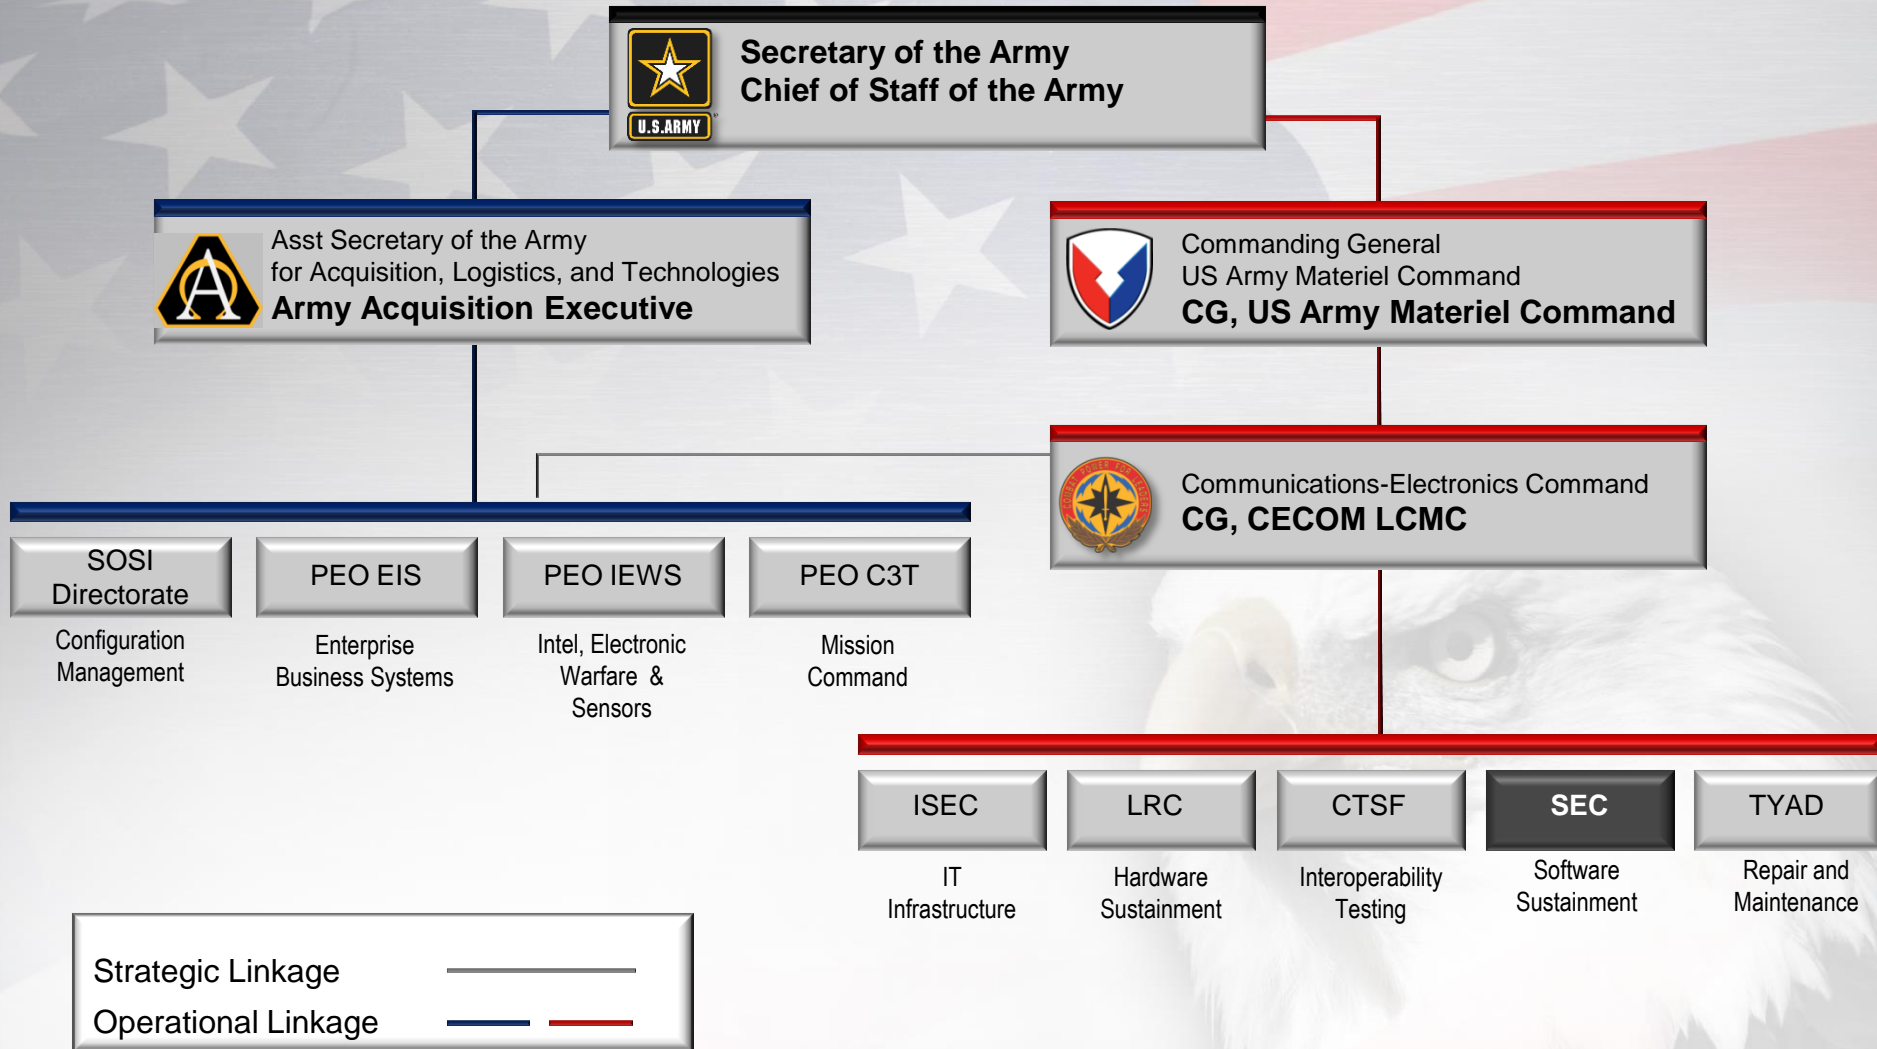 Secretary of the Army
Chief of Staff of the Army
U.S.ARMY
Asst Secretary of the Army
for Acquisition, Logistics, and Technologies
Army Acquisition Executive
Commanding General
US Army Materiel Command
CG, US Army Materiel Command
COMBAT POWER FOR LEADERS
Communications-Electronics Command
CG, CECOM LCMC
SOSI
Directorate
PEO EIS
PEO IEWS
PEO C3T
Configuration
Management
Enterprise
Business Systems
Intel, Electronic
Warfare &
Sensors
Mission
Command
ISEC
LRC
CTSF
SEC
TYAD
IT
Infrastructure
Hardware
Sustainment
Interoperability
Testing
Software
Sustainment
Repair and
Maintenance
Strategic Linkage
Operational Linkage